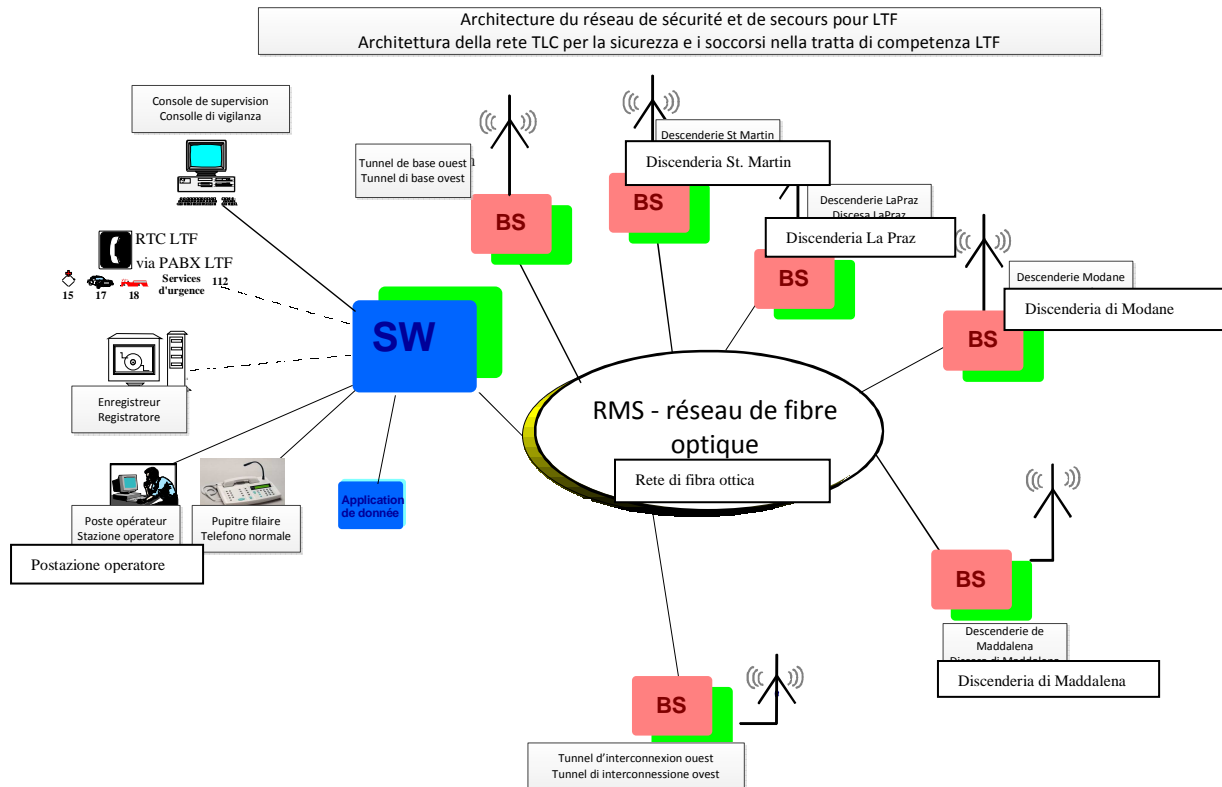 Architecture du réseau de sécurité et de secours pour LTF
Architettura della rete TLC per la sicurezza e i soccorsi nella tratta di competenza LTF
Console de supervision
Consolle di vigilanza
Tunnel de base ouest
Tunnel di base ovest
BS
Descenderie St Martin
Discenderia St. Martin
BS
Descenderie LaPraz
Discesa LaPraz
Discenderia La Praz
BS
Descenderie Modane
Discenderia di Modane
BS
RTC LTF
via PABX LTF
15
17
18
Services
d'urgence
112
SW
Enregistreur
Registratore
RMS - réseau de fibre
optique
Rete di fibra ottica
Application
de donnée
Poste opérateur
Stazione operatore
Postazione operatore
Pupitre filaire
Telefono normale
BS
Descenderie de
Maddalena
Discenderia di Maddalena
BS
Tunnel d'interconnexion ouest
Tunnel di interconnessione ovest